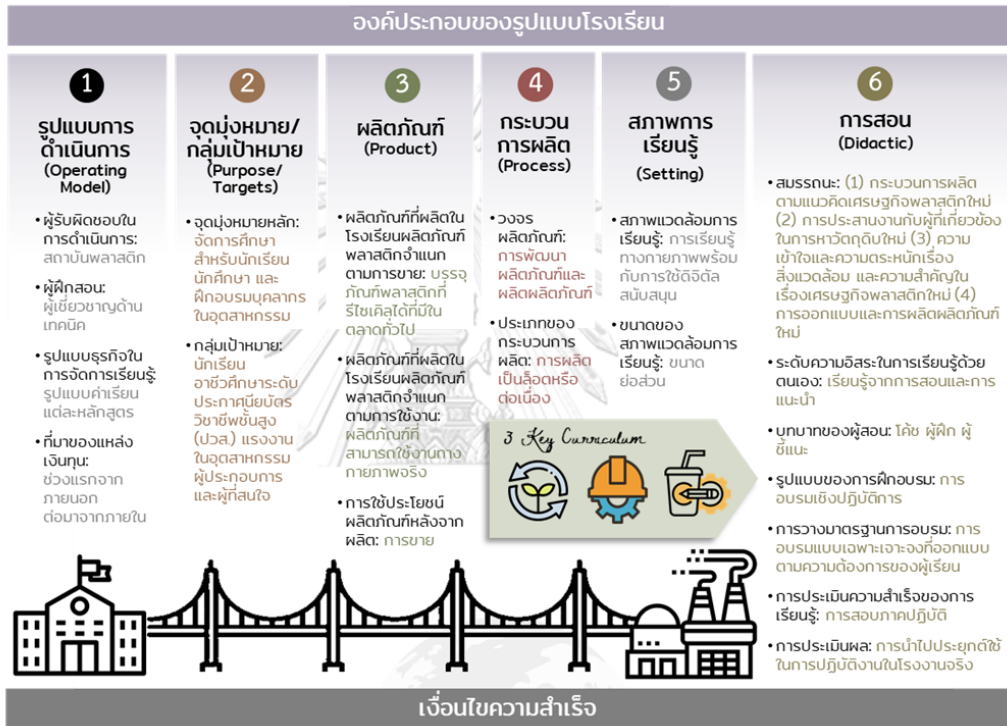 องค์ประกอบของรูปแบบโรงเรียน
1
รูปแบบการ
ดำเนินการ
(Operating
Model)
• ผู้รับผิดชอบใน
การดำเนินการ:
สถาบันพลาสติก
• ผู้ฝึกสอน:
ผู้เชี่ยวชาญด้าน
เทคนิค
• รูปแบบธุรกิจใน
การจัดการเรียนรู้:
รูปแบบค่าเรียน
แต่ละหลักสูตร
• ที่มาของแหล่ง
เงินทุน:
ช่วงแรกจาก
ภายนอก
ต่อมาจากภายใน
2
จุดมุ่งหมาย/
กลุ่มเป้าหมาย
(Purpose/
Targets)
• จุดมุ่งหมายหลัก:
จัดการศึกษา
สำหรับนักเรียน
นักศึกษา และ
ฝึกอบรมบุคลากร
ในอุตสาหกรรม
• กลุ่มเป้าหมาย:
นักเรียน
อาชีวศึกษาระดับ
ประกาศนียบัตร
วิชาชีพชั้นสูง
(ปวส.) แรงงาน
ในอุตสาหกรรม
ผู้ประกอบการ
และผู้ที่สนใจ
3
ผลิตภัณฑ์
(Product)
• ผลิตภัณฑ์ที่ผลิตใน
โรงเรียนผลิตภัณฑ์
พลาสติกจำแนก
ตามการขาย: บรรจุ
ภัณฑ์พลาสติกที่
รีไซเคิลได้ที่มีใน
ตลาดทั่วไป
• ผลิตภัณฑ์ที่ผลิตใน
โรงเรียนผลิตภัณฑ์
พลาสติกจำแนก
ตามการใช้งาน:
ผลิตภัณฑ์ที่
สามารถใช้งานทาง
กายภาพจริง
• การใช้ประโยชน์
ผลิตภัณฑ์หลังจาก
ผลิต: การขาย
4
กระบวน
การผลิต
(Process)
• วงจร
ผลิตภัณฑ์:
การพัฒนา
ผลิตภัณฑ์และ
ผลิตผลิตภัณฑ์
• ประเภทของ
กระบวนการ
ผลิต: การผลิต
เป็นล็อตหรือ
ต่อเนื่อง
5
สภาพการ
เรียนรู้
(Setting)
• สภาพแวดล้อมการ
เรียนรู้: การเรียนรู้
ทางกายภาพพร้อม
กับการใช้ดิจิตัล
สนับสนุน
• ขนาดของ
สภาพแวดล้อมการ
เรียนรู้: ขนาด
ย่อส่วน
3 Key Curriculum
6
การสอน
(Didactic)
• สมรรถนะ: (1) กระบวนการผลิต
ตามแนวคิดเศรษฐกิจพลาสติกใหม่
(2) การประสานงานกับผู้ที่เกี่ยวข้อง
ในการหาวัตถุดิบใหม่ (3) ความ
เข้าใจและความตระหนักเรื่อง
สิ่งแวดล้อม และความสำคัญใน
เรื่องเศรษฐกิจพลาสติกใหม่ (4)
การออกแบบและการผลิตผลิตภัณฑ์
ใหม่
• ระดับความอิสระในการเรียนรู้ด้วย
ตนเอง: เรียนรู้จากการสอนและการ
แนะนำ
• บทบาทของผู้สอน: โค้ช ผู้ฝึก ผู้
ชี้แนะ
• รูปแบบของการฝึกอบรม: การ
อบรมเชิงปฏิบัติการ
• การวางมาตรฐานการอบรม: การ
อบรมแบบเฉพาะเจาะจงที่ออกแบบ
ตามความต้องการของผู้เรียน
• การประเมินความสำเร็จของการ
เรียนรู้: การสอบภาคปฏิบัติ
• การประเมินผล: การนำไปประยุกต์ใช้
ในการปฏิบัติงานในโรงงานจริง
เงื่อนไขความสำเร็จ